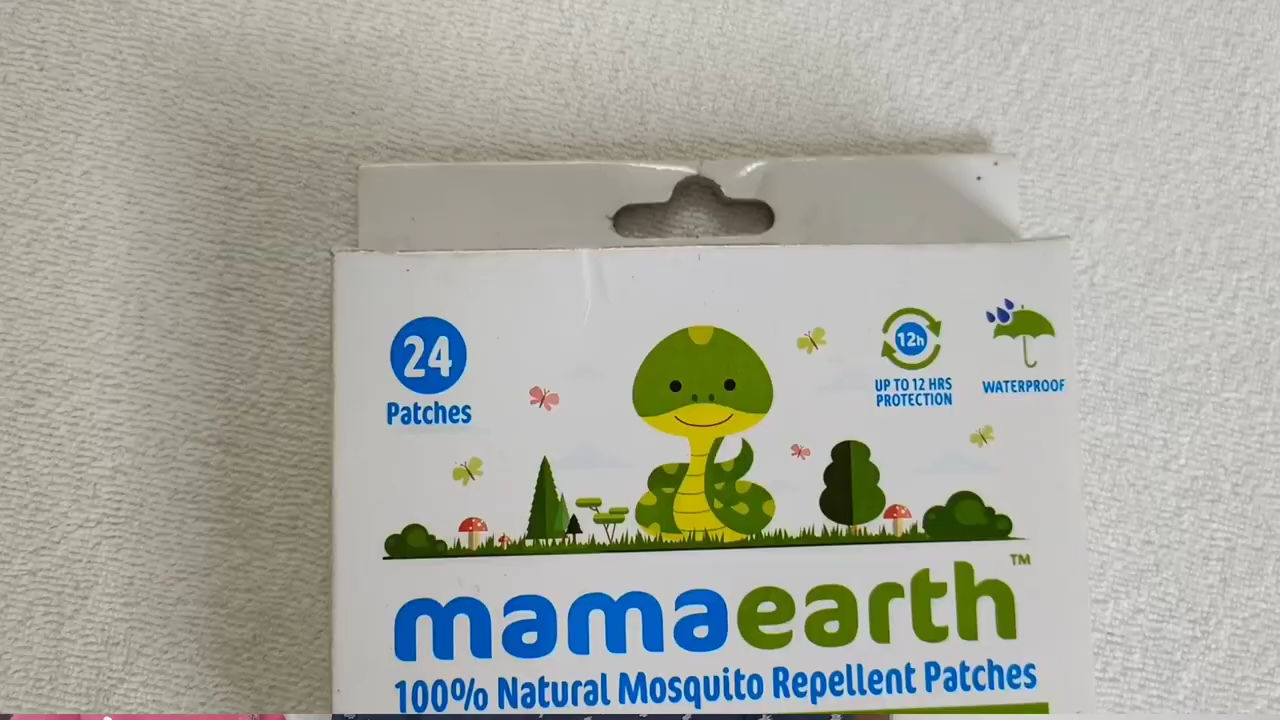 24
Patches
12h
UP TO 12 HRS
PROTECTION
WATERPROOF
mamaearth™
100% Natural Mosquito Repellent Patches